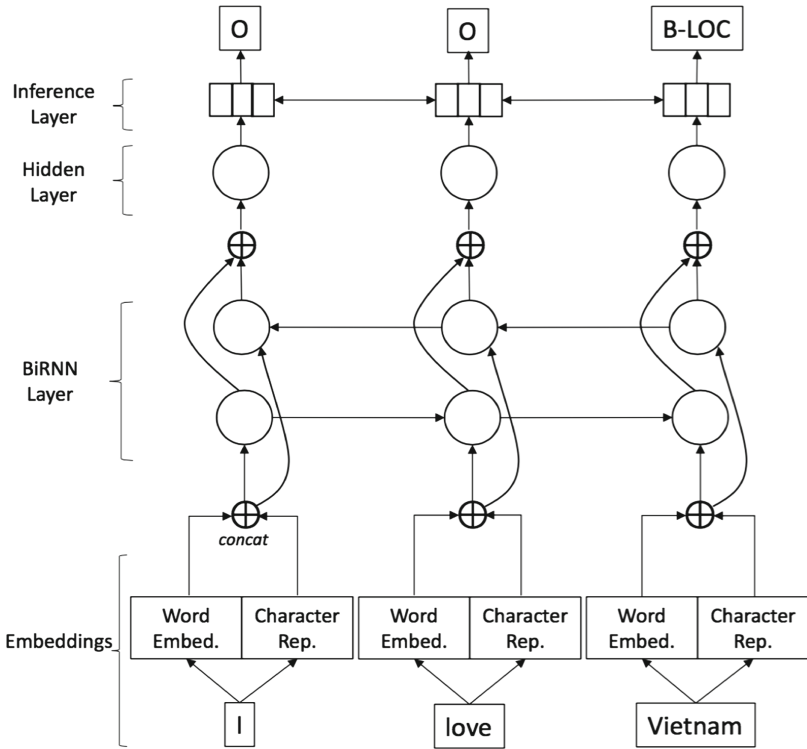 O
O
B-LOC
Inference
Layer
Hidden
Layer
BiRNN
Layer
concat
Embeddings
Word
Embed.
Character
Rep.
Word
Embed.
Character
Rep.
Word
Embed.
Character
Rep.
I
love
Vietnam